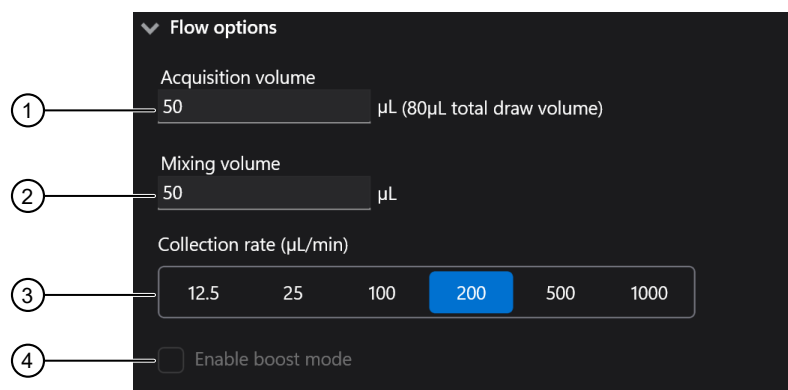 Flow options
Acquisition volume
1 50 µL (80µL total draw volume)
Mixing volume
2 50 µL
Collection rate (µL/min)
3 12.5 25 100 200 500 1000
4 Enable boost mode